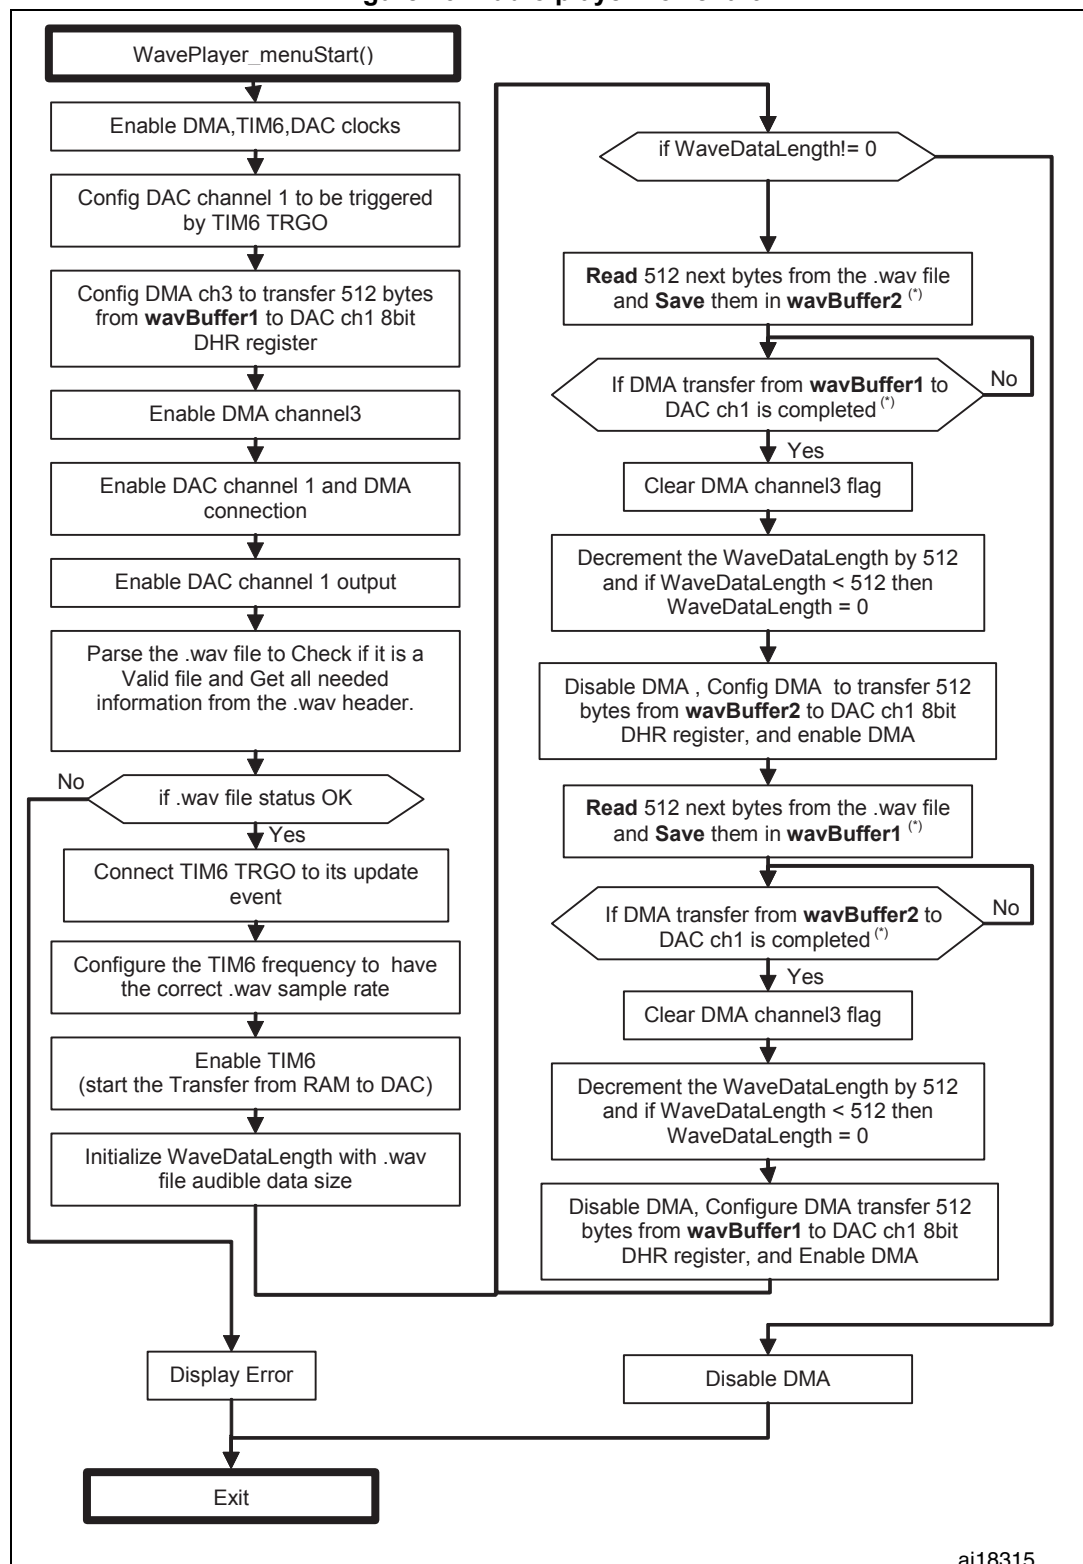 WavePlayer_menuStart()
Enable DMA,TIM6,DAC clocks
Config DAC channel 1 to be triggered
by TIM6 TRGO
Config DMA ch3 to transfer 512 bytes
from wavBuffer1 to DAC ch1 8bit
DHR register
Enable DMA channel3
Enable DAC channel 1 and DMA
connection
Enable DAC channel 1 output
Parse the .wav file to Check if it is a
Valid file and Get all needed
information from the .wav header.
No
if .wav file status OK
Yes
Connect TIM6 TRGO to its update
event
Configure the TIM6 frequency to have
the correct .wav sample rate
Enable TIM6
(start the Transfer from RAM to DAC)
Initialize WaveDataLength with .wav
file audible data size
if WaveDataLength!= 0
Read 512 next bytes from the .wav file
and Save them in wavBuffer2 (*)
If DMA transfer from wavBuffer1 to
DAC ch1 is completed (*)
No
Yes
Clear DMA channel3 flag
Decrement the WaveDataLength by 512
and if WaveDataLength < 512 then
WaveDataLength = 0
Disable DMA , Config DMA to transfer 512
bytes from wavBuffer2 to DAC ch1 8bit
DHR register, and enable DMA
Read 512 next bytes from the .wav file
and Save them in wavBuffer1 (*)
If DMA transfer from wavBuffer2 to
DAC ch1 is completed (*)
No
Yes
Clear DMA channel3 flag
Decrement the WaveDataLength by 512
and if WaveDataLength < 512 then
WaveDataLength = 0
Disable DMA, Configure DMA transfer 512
bytes from wavBuffer1 to DAC ch1 8bit
DHR register, and Enable DMA
Display Error
Disable DMA
Exit
ai18315